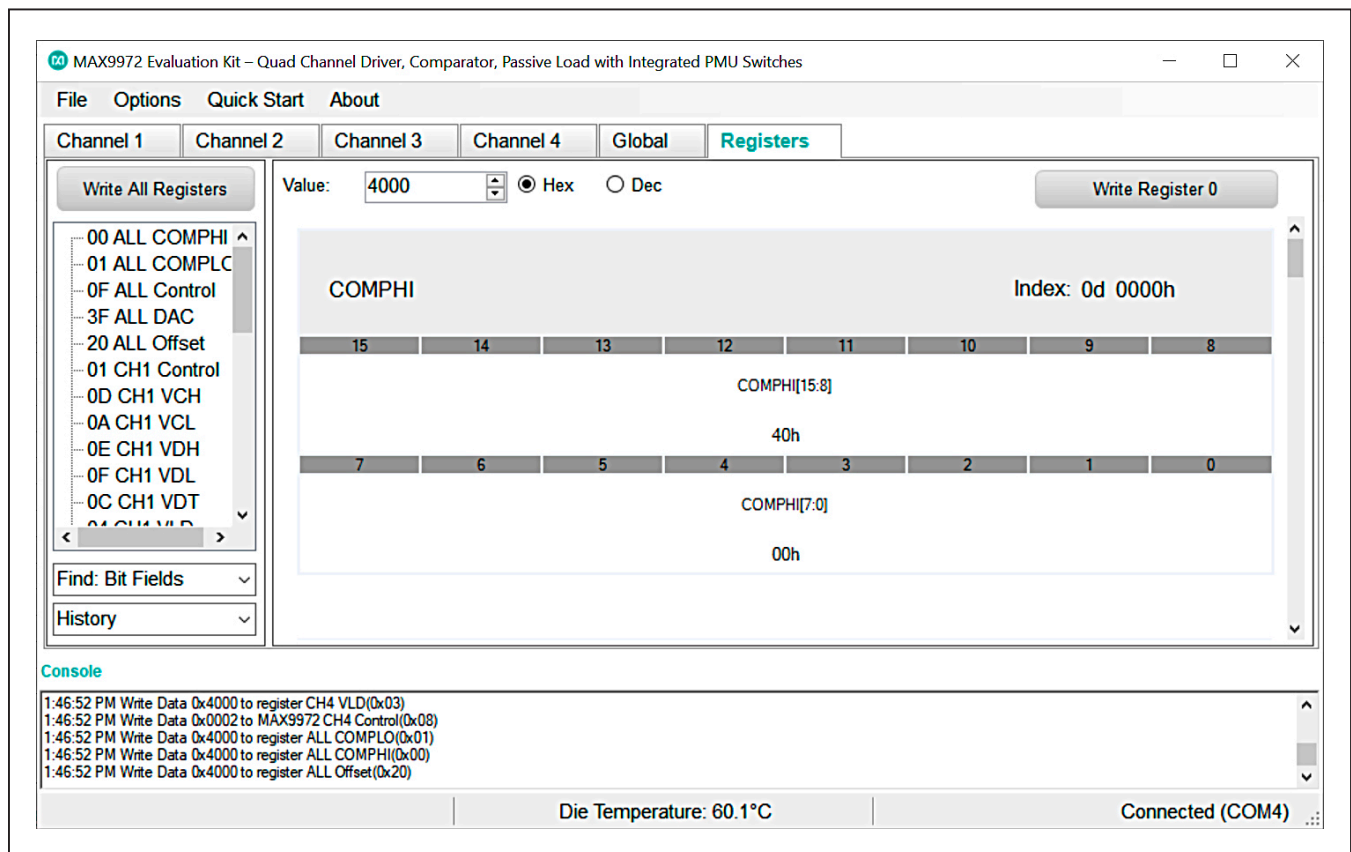 MAX9972 Evaluation Kit – Quad Channel Driver, Comparator, Passive Load with Integrated PMU Switches
File Options Quick Start About
Channel 1 Channel 2 Channel 3 Channel 4 Global Registers
Write All Registers
Value: 4000 Hex Dec Write Register 0
00 ALL COMPHI
01 ALL COMPLO
0F ALL Control
3F ALL DAC
20 ALL Offset
01 CH1 Control
0D CH1 VCH
0A CH1 VCL
0E CH1 VDH
0F CH1 VDL
0C CH1 VDT
04 CH1 VLD
Find: Bit Fields
History
COMPHI Index: 0d 0000h
15 14 13 12 11 10 9 8
COMPHI[15:8]
40h
7 6 5 4 3 2 1 0
COMPHI[7:0]
00h
Console
1:46:52 PM Write Data 0x4000 to register CH4 VLD(0x03)
1:46:52 PM Write Data 0x0002 to MAX9972 CH4 Control(0x08)
1:46:52 PM Write Data 0x4000 to register ALL COMPLO(0x01)
1:46:52 PM Write Data 0x4000 to register ALL COMPHI(0x00)
1:46:52 PM Write Data 0x4000 to register ALL Offset(0x20)
Die Temperature: 60.1°C Connected (COM4)